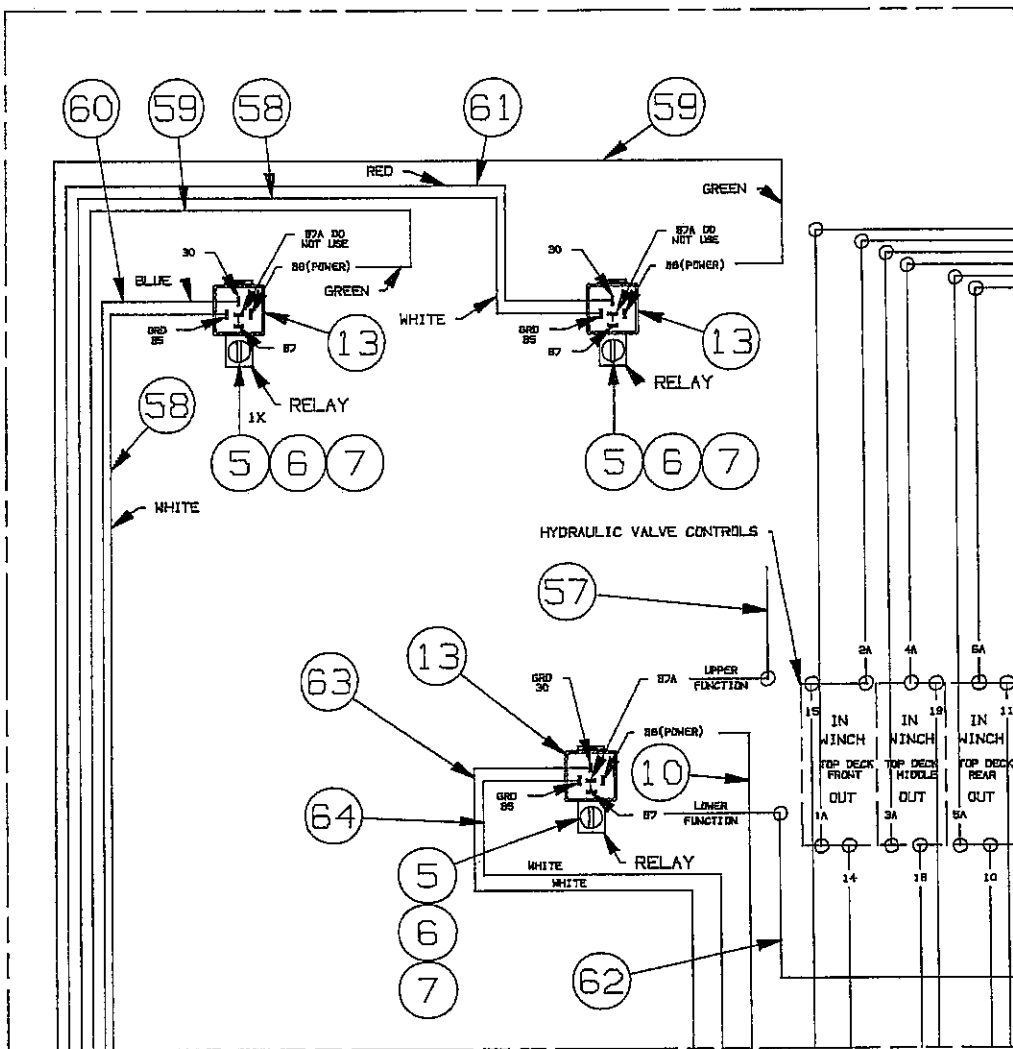 60
59
58
61
59
RED
GREEN
87A DO
NOT USE
30
86(POWER)
BLUE
GREEN
GRD
85
87
13
RELAY
1X
5 6 7
87A DO
NOT USE
30
86(POWER)
WHITE
GRD
85
87
13
RELAY
5 6 7
58
WHITE
HYDRAULIC VALVE CONTROLS
57
13
63
GRD
30
87A
UPPER
FUNCTION
86(POWER)
10
GRD
85
87
LOWER
FUNCTION
64
RELAY
WHITE
WHITE
5
6
7
62
2A
4A
6A
15
19
11
IN
WINCH
TOP DECK
FRONT
OUT
IN
WINCH
TOP DECK
MIDDLE
OUT
IN
WINCH
TOP DECK
REAR
OUT
1A
3A
5A
14
18
10